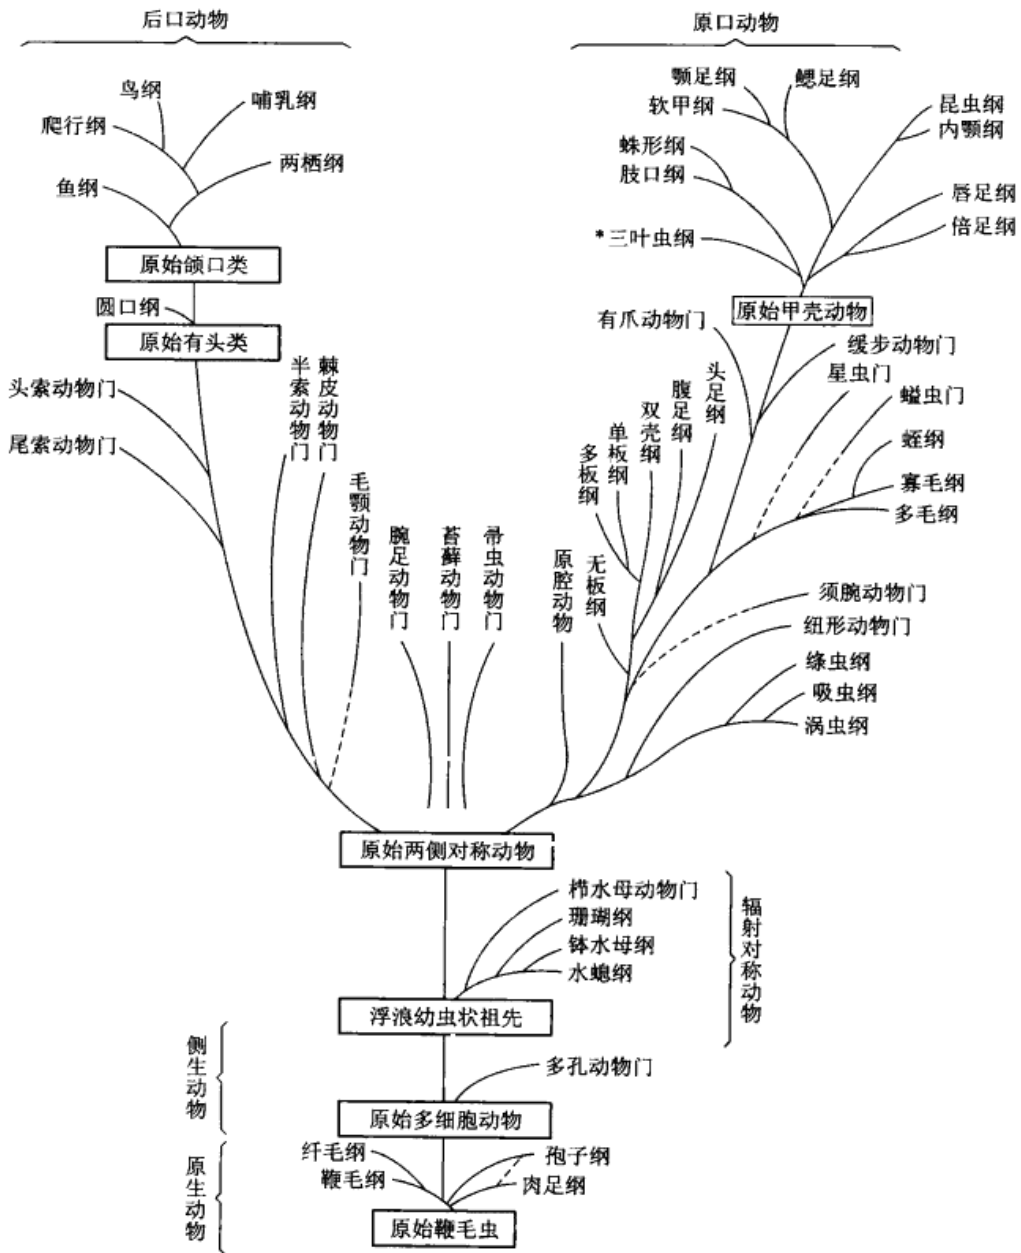 后口动物
原口动物
鸟纲
哺乳纲
爬行纲
两栖纲
鱼纲
原始颌口类
圆口纲
原始有头类
头索动物门
尾索动物门
半索动物门
棘皮动物门
毛颚动物门
腕足动物门
苔藓动物门
帚虫动物门
颚足纲
鳃足纲
软甲纲
昆虫纲
内颚纲
蛛形纲
肢口纲
唇足纲
倍足纲
*三叶虫纲
原始甲壳动物
有爪动物门
缓步动物门
星虫门
螠虫门
蛭纲
寡毛纲
多毛纲
头足纲
腹足纲
双壳纲
单板纲
多板纲
无板纲
原腔动物
须腕动物门
纽形动物门
绦虫纲
吸虫纲
涡虫纲
原始两侧对称动物
栉水母动物门
珊瑚纲
钵水母纲
水螅纲
辐射对称动物
浮浪幼虫状祖先
侧生动物
多孔动物门
原始多细胞动物
原生动物
纤毛纲
鞭毛纲
孢子纲
肉足纲
原始鞭毛虫